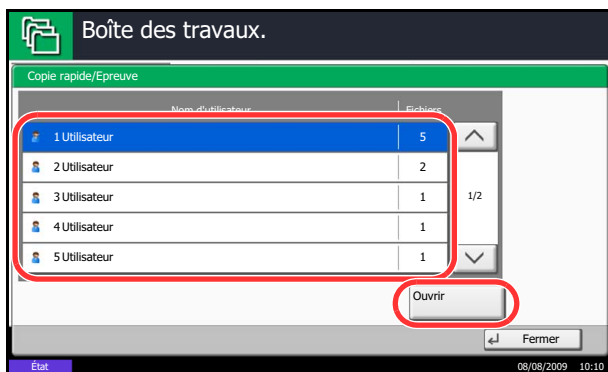 Boîte des travaux.
Copie rapide/Epreuve
Nom d'utilisateur Fichiers
1 Utilisateur 5
2 Utilisateur 2
3 Utilisateur 1
4 Utilisateur 1
5 Utilisateur 1
1/2
Ouvrir
Fermer
État 08/08/2009 10:10